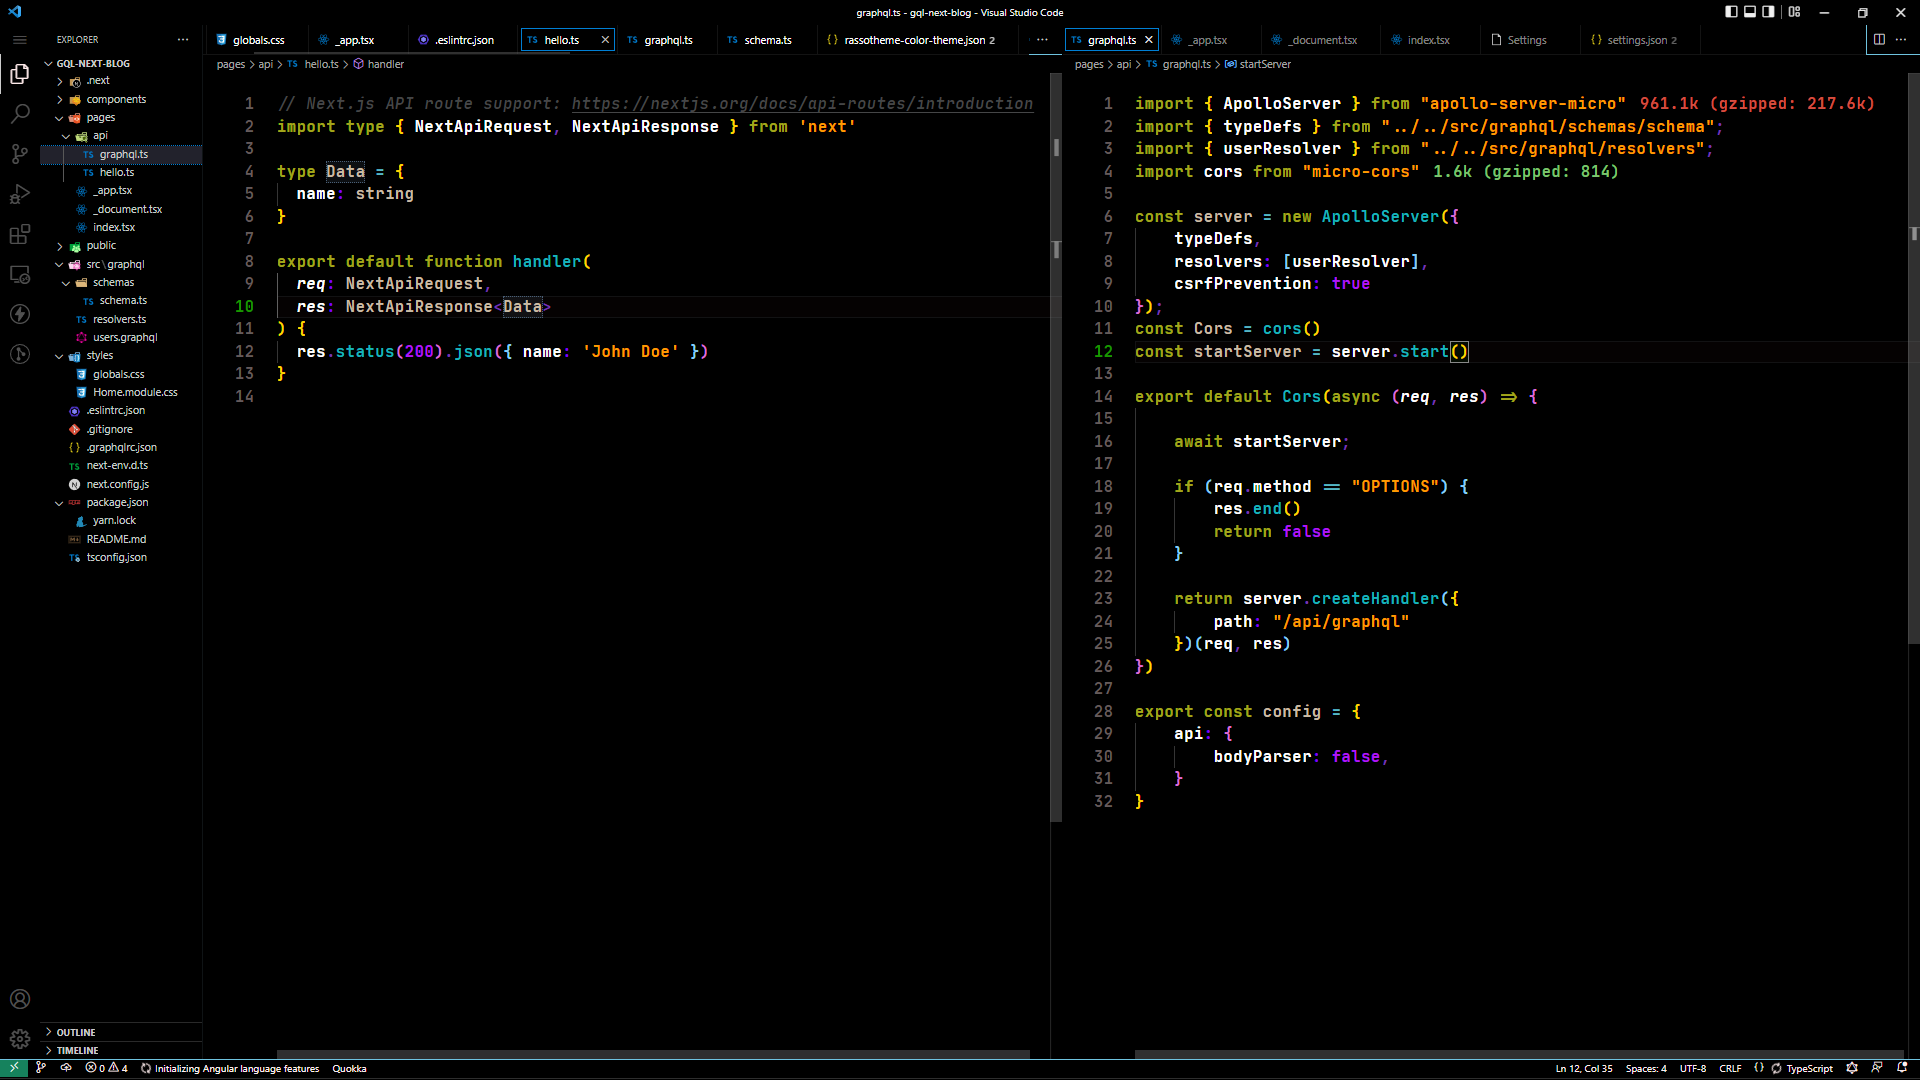 graphql.ts - gql-next-blog - Visual Studio Code
EXPLORER
GQL-NEXT-BLOG
.next
components
pages
api
graphql.ts
hello.ts
_app.tsx
_document.tsx
index.tsx
public
src\graphql
schemas
schema.ts
resolvers.ts
users.graphql
styles
globals.css
Home.module.css
.eslintrc.json
.gitignore
.graphqlrc.json
next-env.d.ts
next.config.js
package.json
yarn.lock
README.md
tsconfig.json
OUTLINE
TIMELINE
globals.css _app.tsx .eslintrc.json hello.ts graphql.ts schema.ts rassotheme-color-theme.json 2
pages > api > TS hello.ts > handler
1 // Next.js API route support: https://nextjs.org/docs/api-routes/introduction
2 import type { NextApiRequest, NextApiResponse } from 'next'
3
4 type Data = {
5 name: string
6 }
7
8 export default function handler(
9 req: NextApiRequest,
10 res: NextApiResponse<Data>
11 ) {
12 res.status(200).json({ name: 'John Doe' })
13 }
14
graphql.ts _app.tsx _document.tsx index.tsx Settings settings.json 2
pages > api > TS graphql.ts > startServer
1 import { ApolloServer } from "apollo-server-micro" 961.1k (gzipped: 217.6k)
2 import { typeDefs } from "../../src/graphql/schemas/schema";
3 import { userResolver } from "../../src/graphql/resolvers";
4 import cors from "micro-cors" 1.6k (gzipped: 814)
5
6 const server = new ApolloServer({
7 typeDefs,
8 resolvers: [userResolver],
9 csrfPrevention: true
10 });
11 const Cors = cors()
12 const startServer = server.start()
13
14 export default Cors(async (req, res) => {
15
16 await startServer;
17
18 if (req.method == "OPTIONS") {
19 res.end()
20 return false
21 }
22
23 return server.createHandler({
24 path: "/api/graphql"
25 })(req, res)
26 })
27
28 export const config = {
29 api: {
30 bodyParser: false,
31 }
32 }
0 4 Initializing Angular language features Quokka
Ln 12, Col 35 Spaces: 4 UTF-8 CRLF {} TypeScript